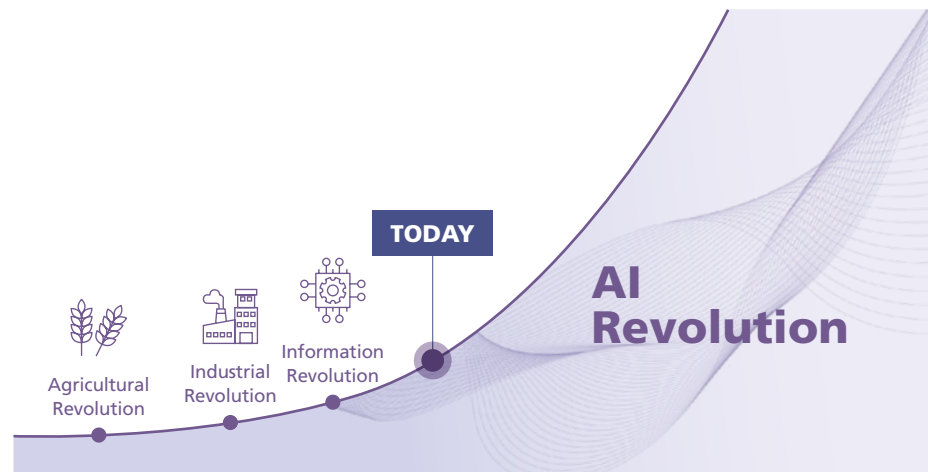 TODAY
AI
Revolution
Information
Revolution
Industrial
Revolution
Agricultural
Revolution